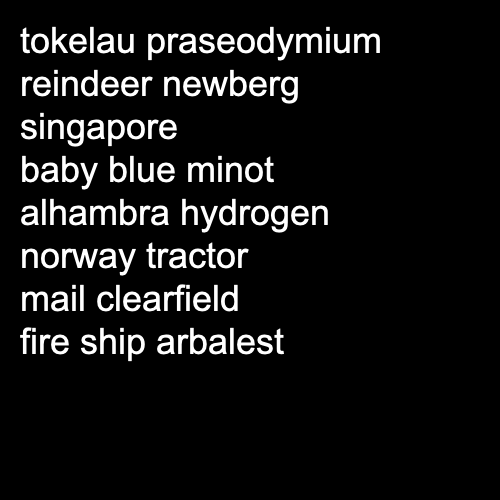 tokelau praseodymium
reindeer newberg
singapore
baby blue minot
alhambra hydrogen
norway tractor
mail clearfield
fire ship arbalest